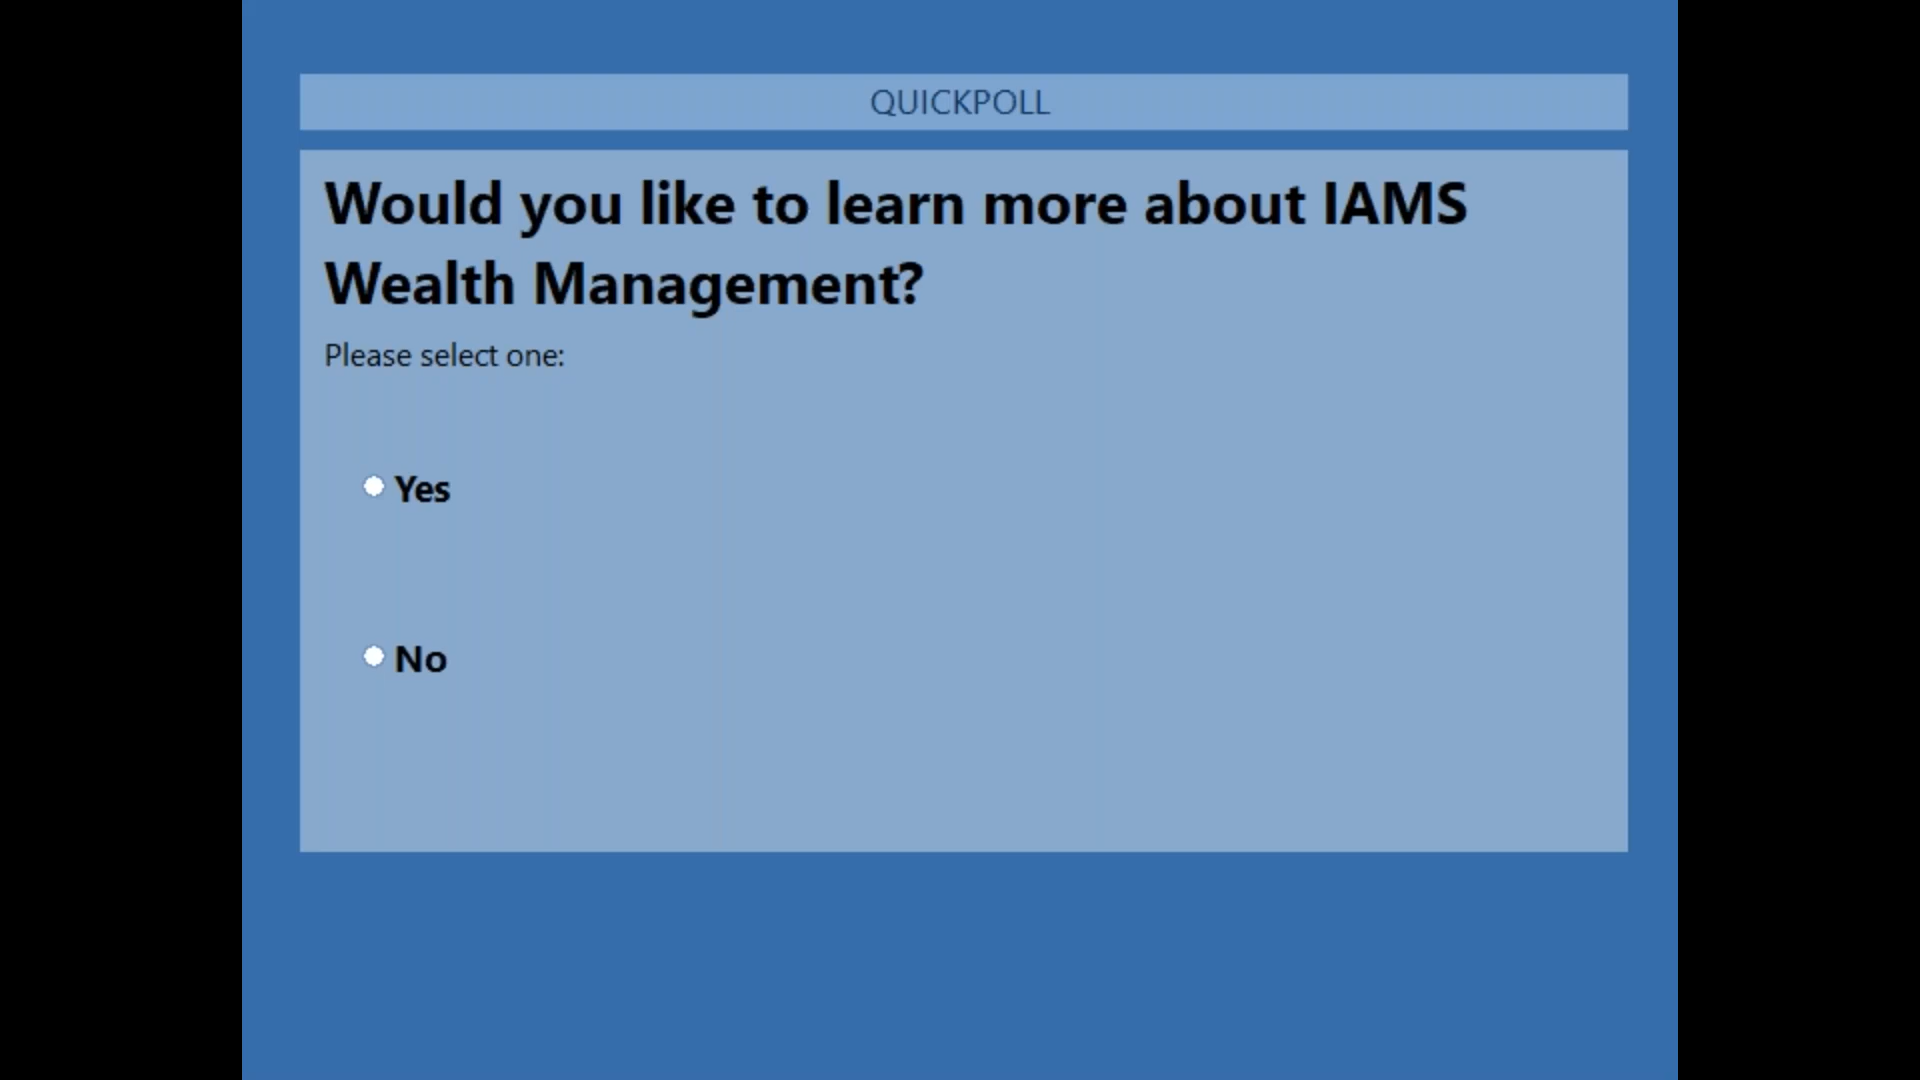 QUICKPOLL
Would you like to learn more about IAMS
Wealth Management?
Please select one:
Yes
No